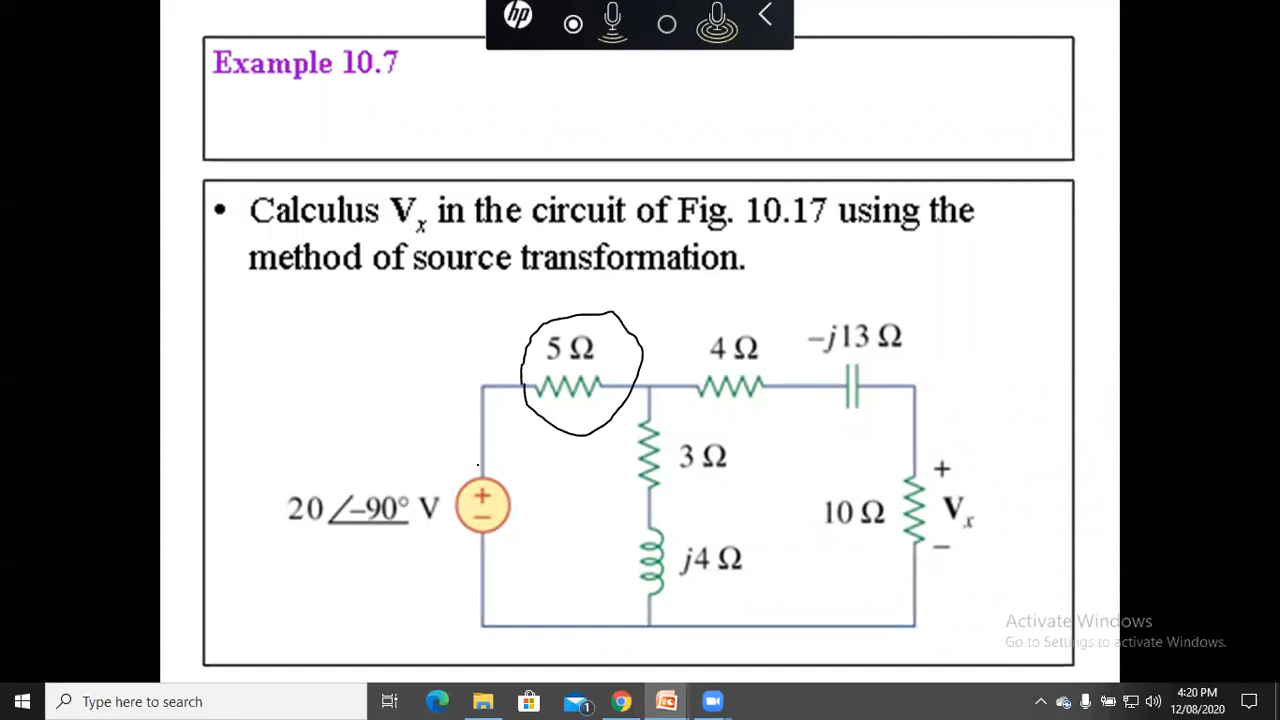 hp
Example 10.7
• Calculus Vx in the circuit of Fig. 10.17 using the
method of source transformation.
5 Ω
4 Ω
–j13 Ω
3 Ω
+
20 ∠–90° V
+
–
10 Ω
Vx
–
j4 Ω
Activate Windows
Go to Settings to activate Windows.
Type here to search
1
4:20 PM
12/08/2020